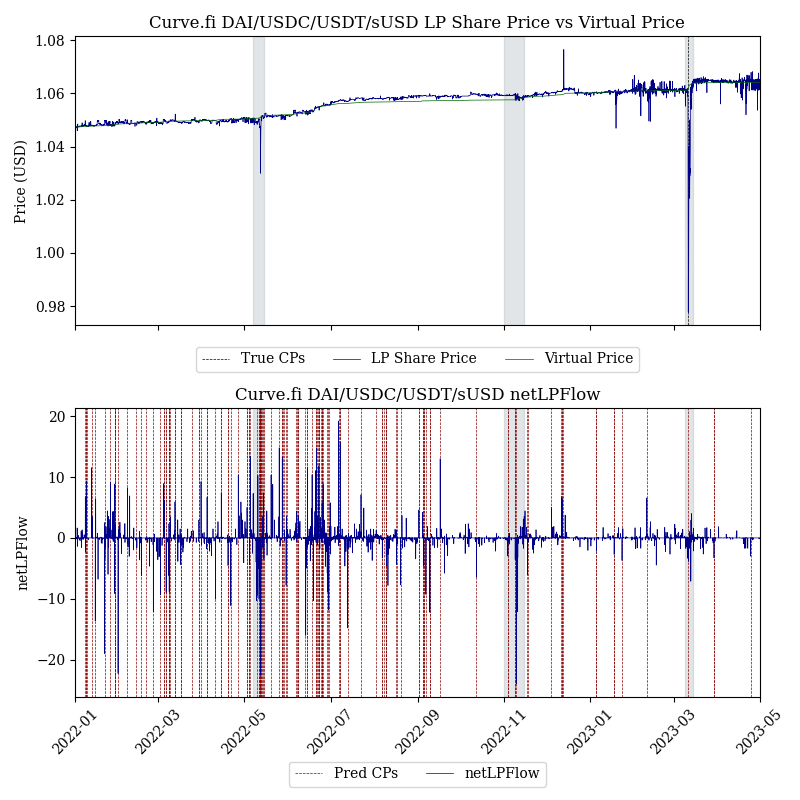 Curve.fi DAI/USDC/USDT/sUSD LP Share Price vs Virtual Price
1.08
1.06
1.04
1.02
1.00
0.98
Price (USD)
True CPs LP Share Price Virtual Price
Curve.fi DAI/USDC/USDT/sUSD netLPFlow
20
10
0
−10
−20
netLPFlow
2022-01 2022-03 2022-05 2022-07 2022-09 2022-11 2023-01 2023-03 2023-05
Pred CPs netLPFlow